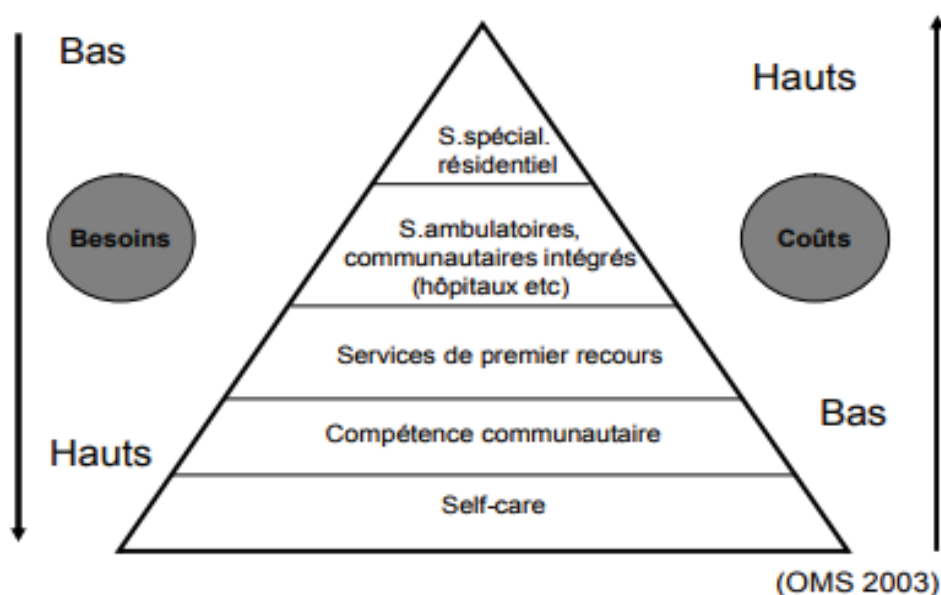 Bas
Hauts
S.spécial.
résidentiel
Besoins
S.ambulatoires,
communautaires intégrés
(hôpitaux etc)
Coûts
Services de premier recours
Bas
Compétence communautaire
Hauts
Self-care
(OMS 2003)